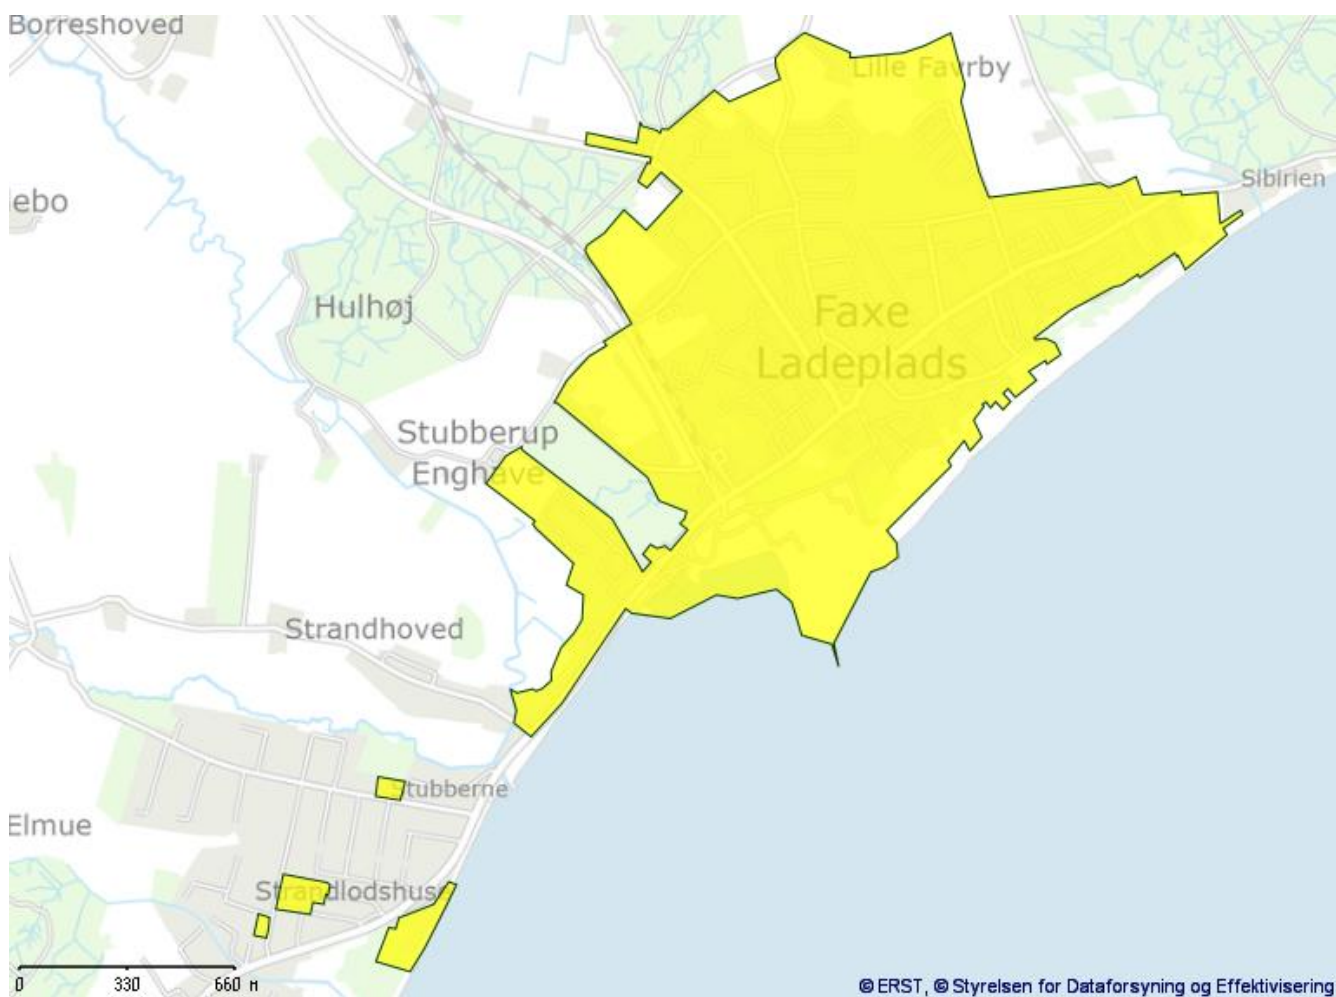 Borreshoved
Lille Favrby
Sibirien
ebo
Hulhøj
Faxe
Ladeplads
Stubberup
Enghave
Strandhoved
Stubberne
Elmue
Strandlodshuse
0 330 660 M
© ERST, © Styrelsen for Dataforsyning og Effektivisering